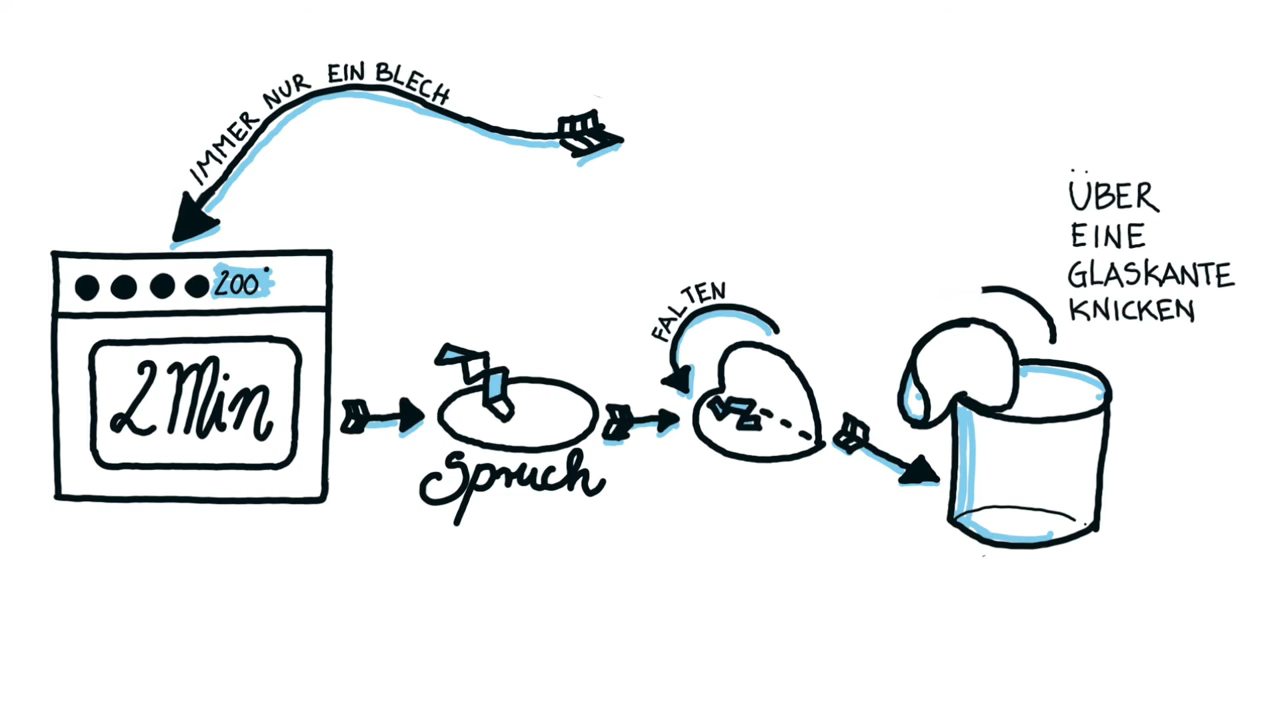 IMMER NUR EIN BLECH
200°
2 Min
Spruch
FALTEN
ÜBER
EINE
GLASKANTE
KNICKEN